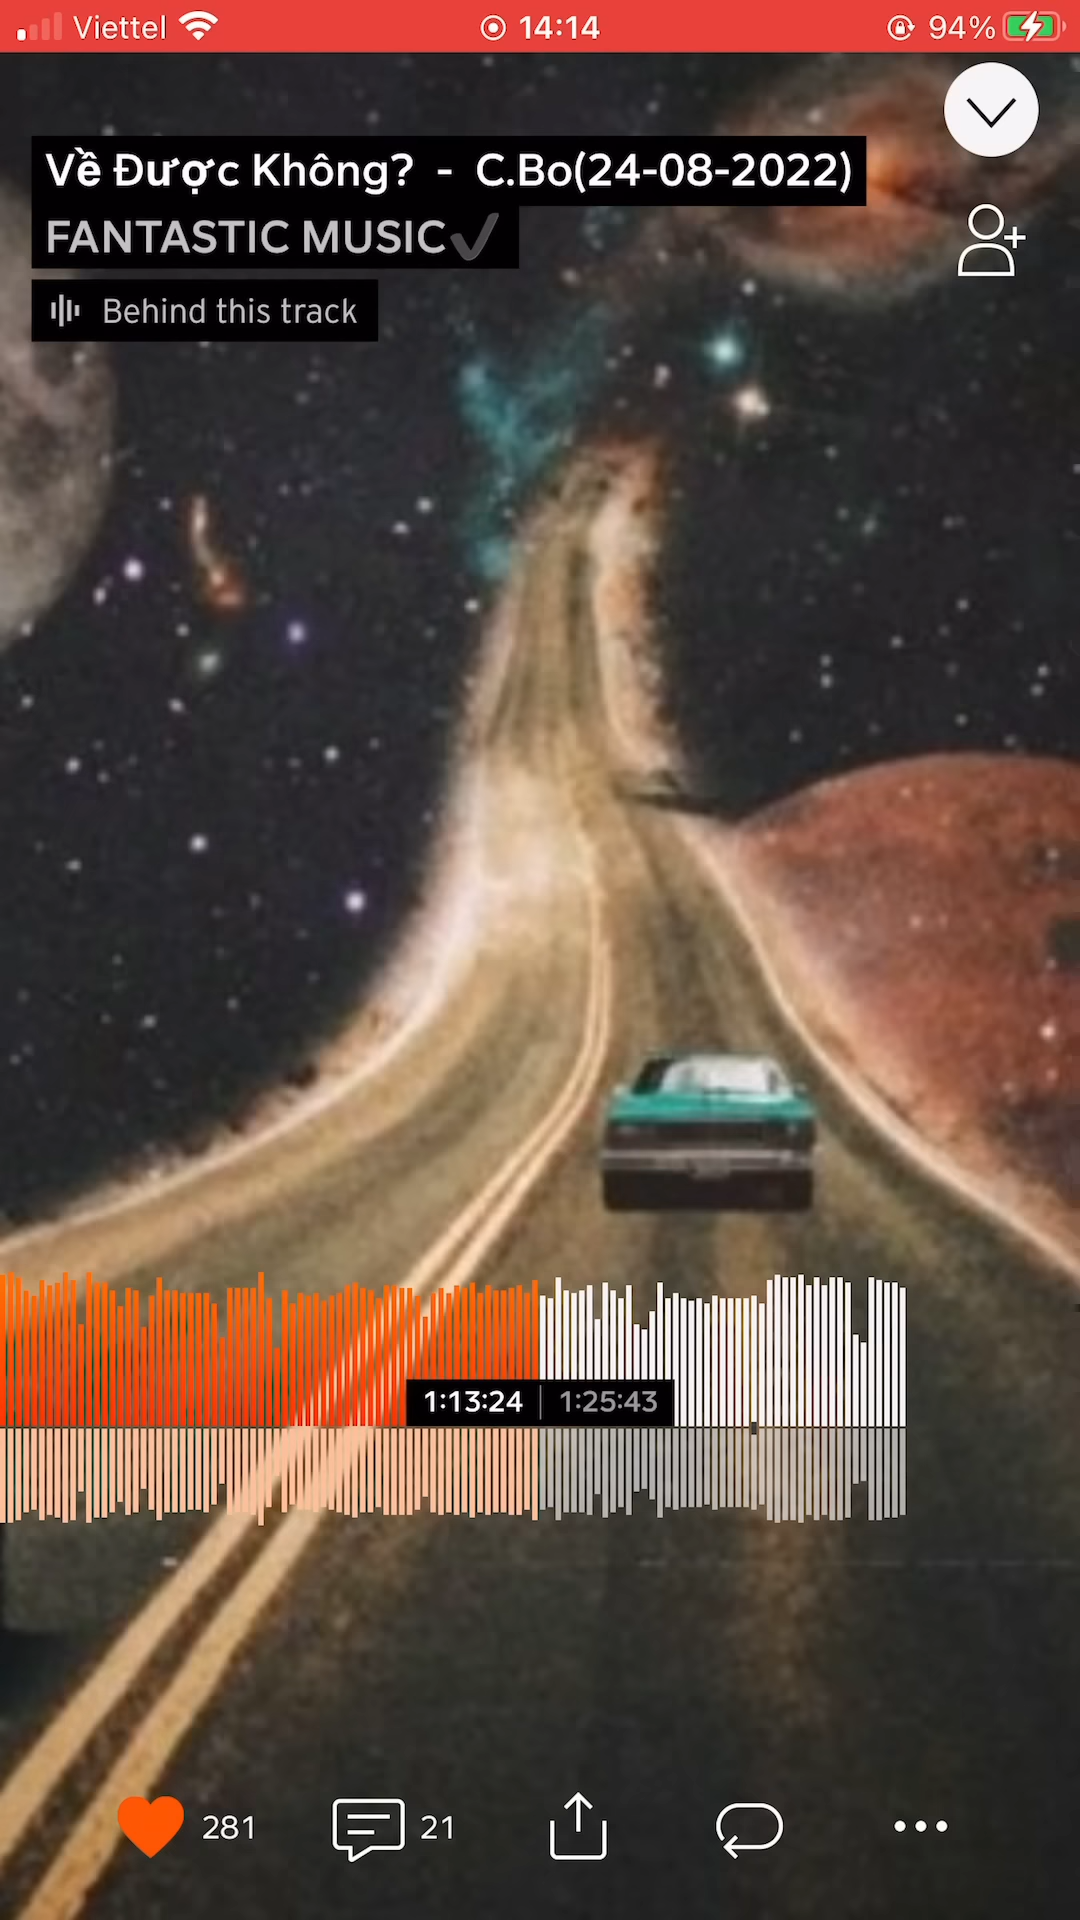 Viettel 14:14 94%
Về Được Không? - C.Bo(24-08-2022)
FANTASTIC MUSIC✔
Behind this track
1:13:24 | 1:25:43
281 21